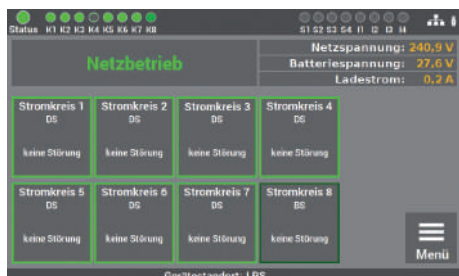 Status K1 K2 K3 K4 K5 K6 K7 K8 S1 S2 S3 S4 I1 I2 I3 I4
Netzbetrieb
Netzspannung: 240,9 V
Batteriespannung: 27,6 V
Ladestrom: 0,2 A
Stromkreis 1 Stromkreis 2 Stromkreis 3 Stromkreis 4
DS DS DS DS
keine Störung keine Störung keine Störung keine Störung
Stromkreis 5 Stromkreis 6 Stromkreis 7 Stromkreis 8
DS DS DS BS
keine Störung keine Störung keine Störung keine Störung
Menü
Gerätestandort: